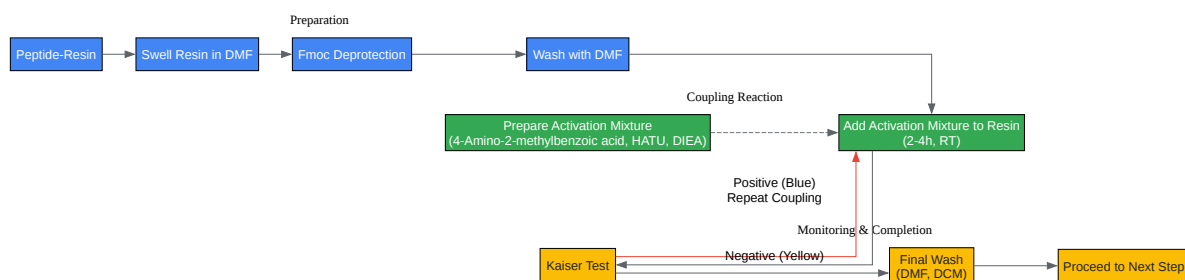 Preparation
Peptide-Resin
Swell Resin in DMF
Fmoc Deprotection
Wash with DMF
Coupling Reaction
Prepare Activation Mixture
(4-Amino-2-methylbenzoic acid, HATU, DIEA)
Add Activation Mixture to Resin
(2-4h, RT)
Positive (Blue)
Repeat Coupling
Monitoring & Completion
Kaiser Test
Negative (Yellow)
Final Wash
(DMF, DCM)
Proceed to Next Step